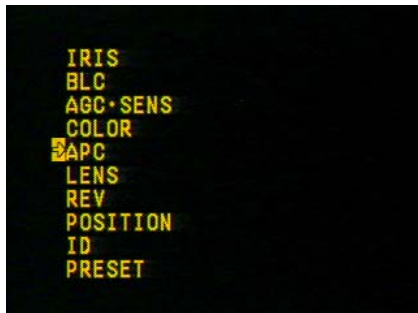 IRIS
BLC
AGC·SENS
COLOR
APC
LENS
REV
POSITION
ID
PRESET